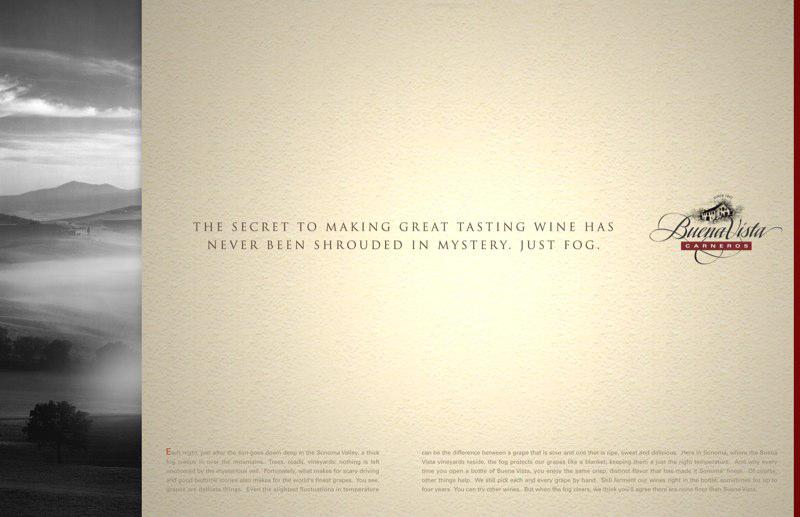 THE SECRET TO MAKING GREAT TASTING WINE HAS
NEVER BEEN SHROUDED IN MYSTERY. JUST FOG.
SINCE 1857
Buena Vista
CARNEROS
Each night, just after the sun goes down deep in the Sonoma Valley, a thick
fog sweeps in over the mountains. Trees, roads, vineyards: nothing is left
untouched by the mysterious veil. Fortunately, what makes for scary driving
and good bedtime stories also makes for the world's finest grapes. You see,
grapes are delicate things. Even the slightest fluctuations in temperature
can be the difference between a grape that is sour and one that is ripe, sweet and delicious. Here in Sonoma, where the Buena
Vista vineyards reside, the fog protects our grapes like a blanket, keeping them a just the right temperature. And why every
time you open a bottle of Buena Vista, you enjoy the same crisp, distinct flavor that has made it Sonoma' finest. Of course,
other things help. We still pick each and every grape by hand. Still ferment our wines right in the bottle, sometimes for up to
four years. You can try other wines. But when the fog clears, we think you'll agree there are none finer than Buena Vista.